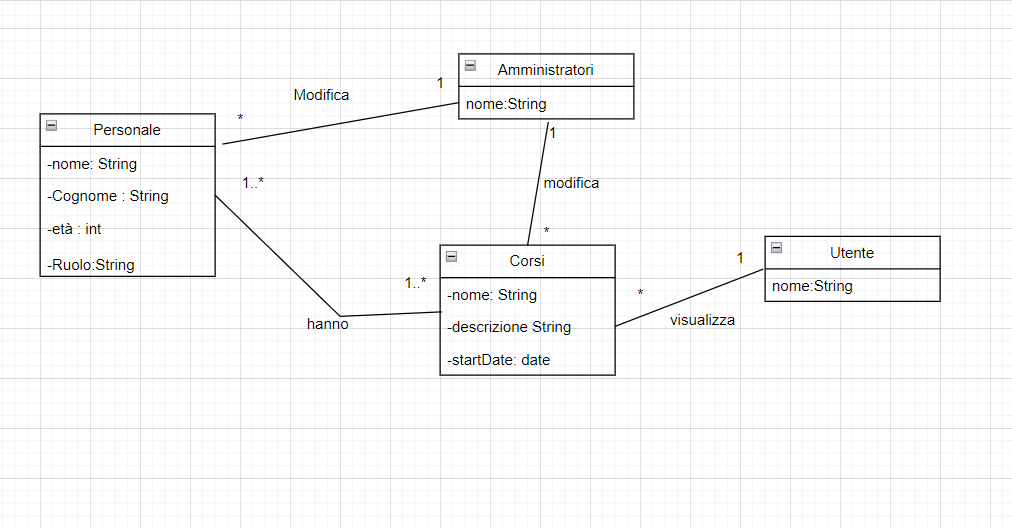 Amministratori
nome:String
Modifica
1
*
Personale
-nome: String
-Cognome : String
-età : int
-Ruolo:String
1
modifica
*
1..*
1..*
hanno
Corsi
-nome: String
-descrizione String
-startDate: date
*
1
visualizza
Utente
nome:String